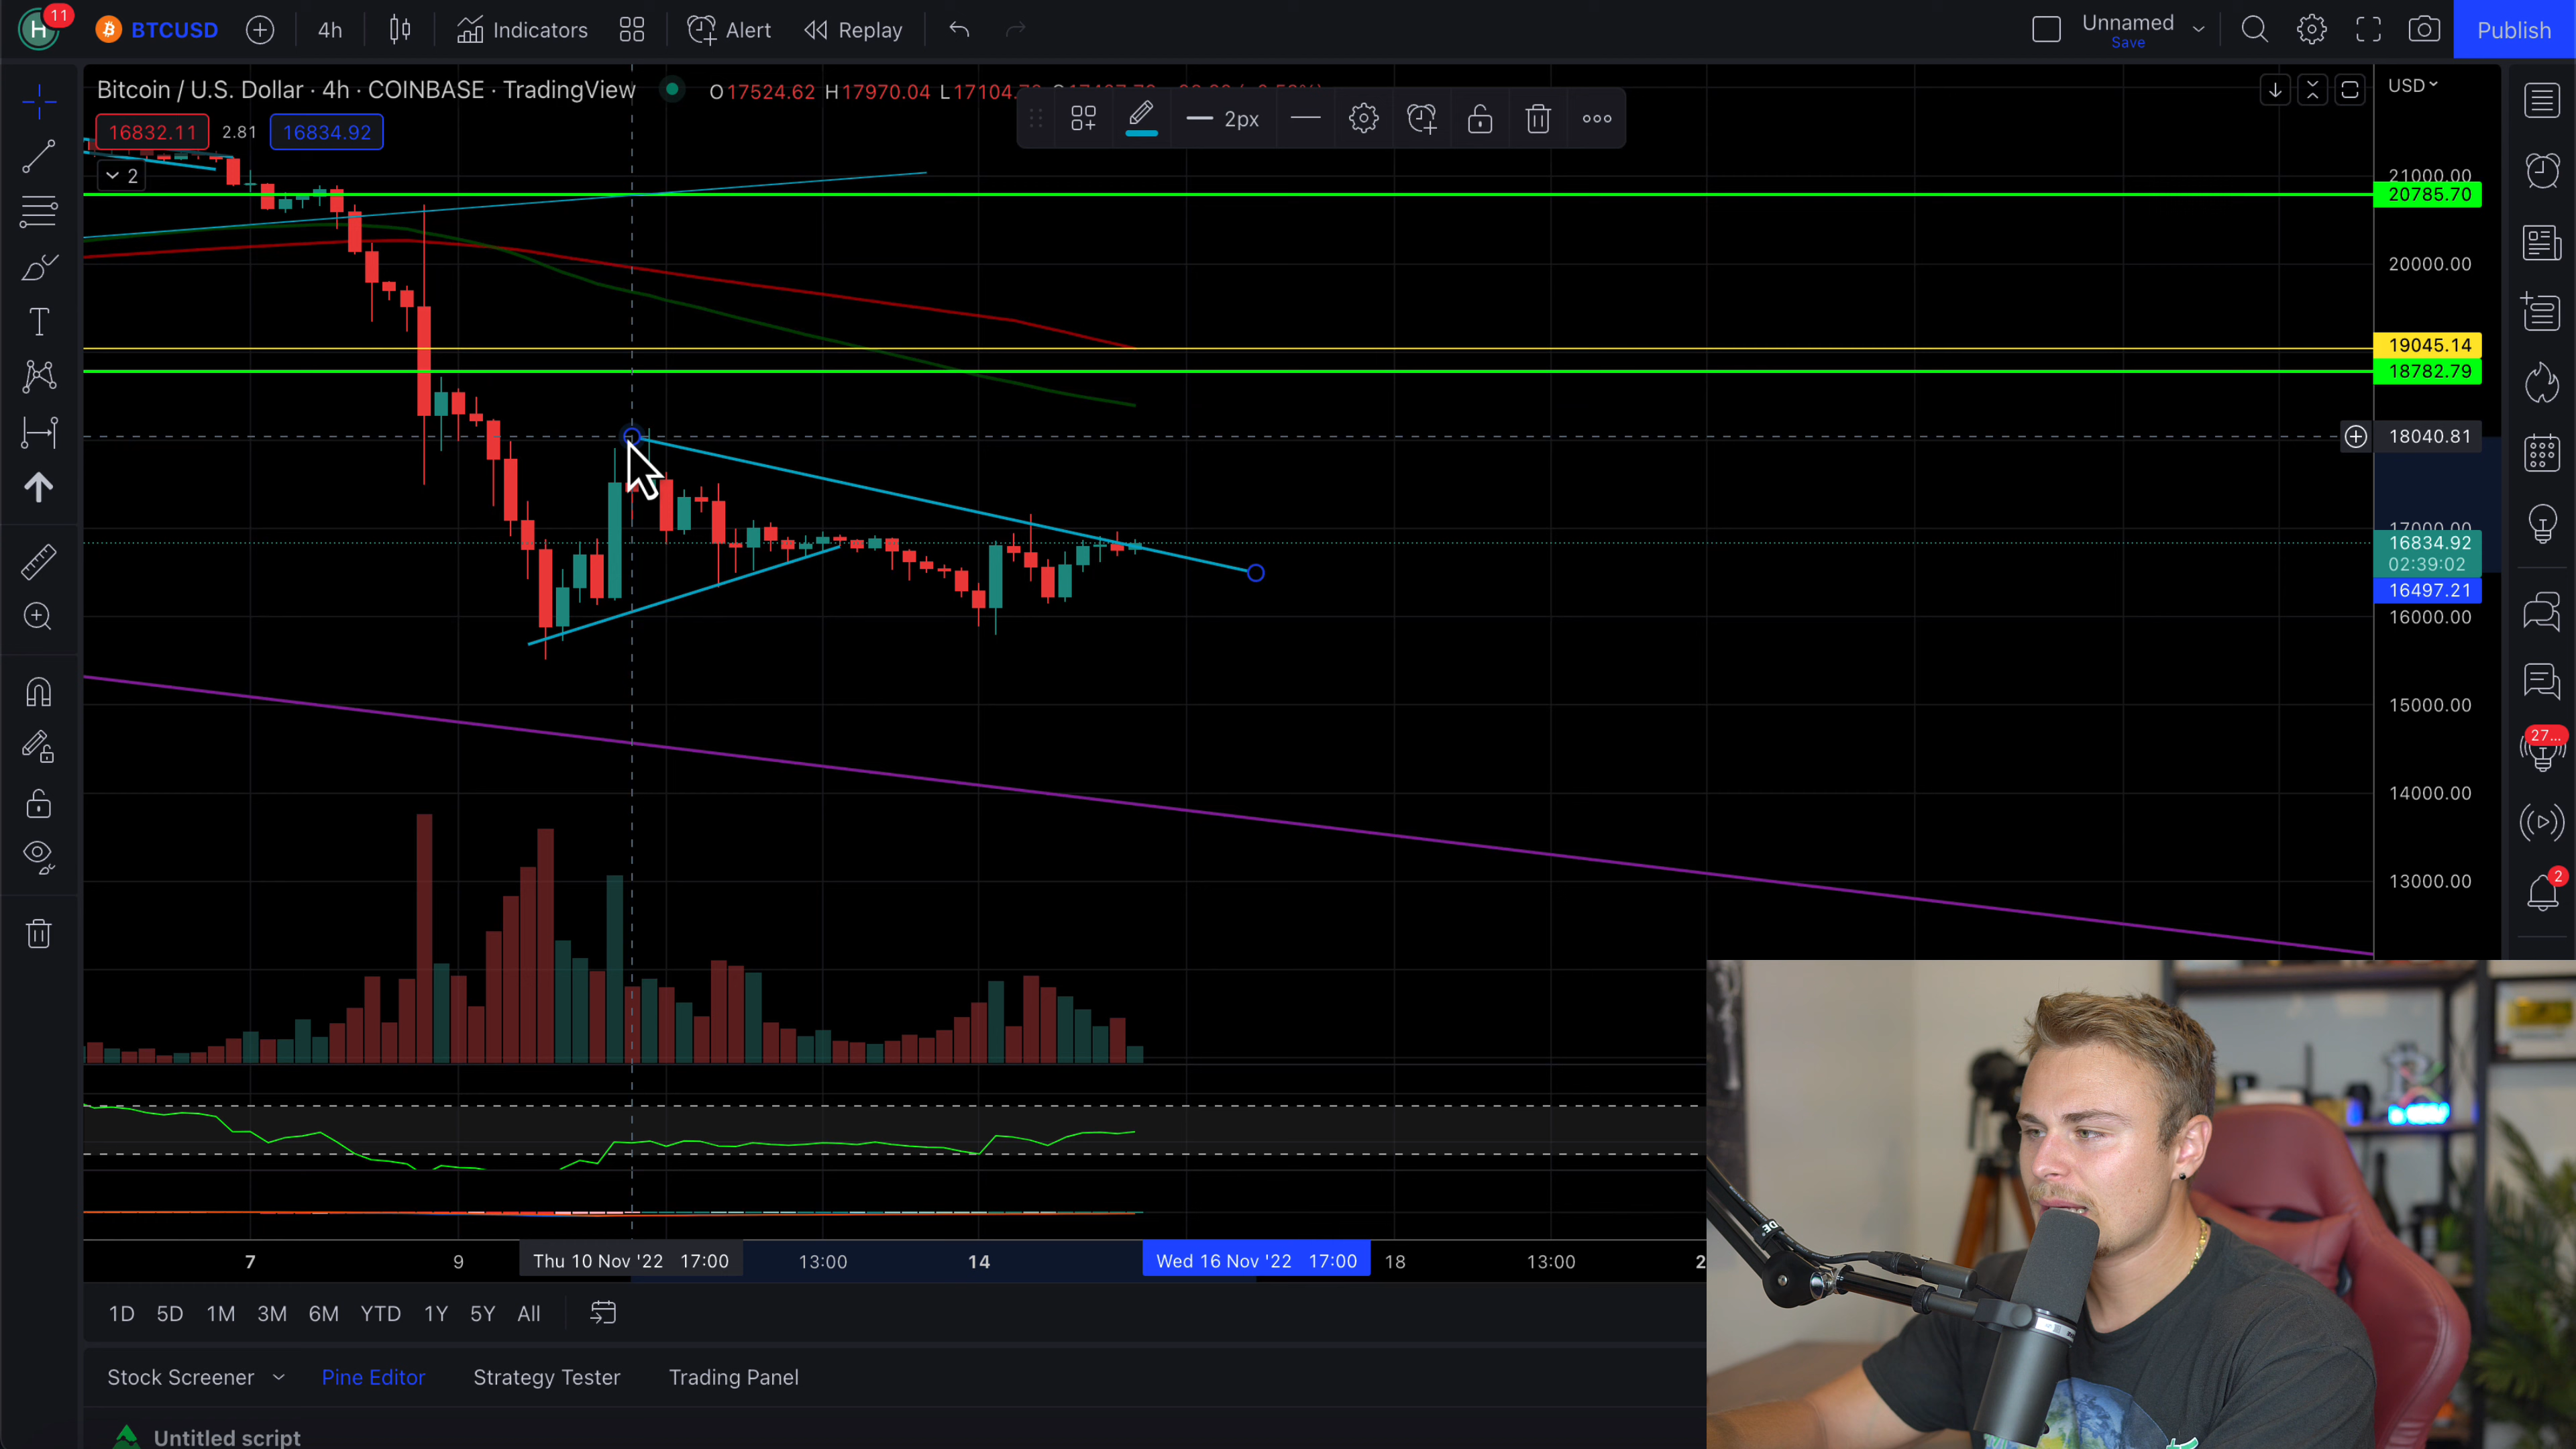 H 11 BTCUSD 4h Indicators Alert Replay Unnamed Publish
Save
Bitcoin / U.S. Dollar · 4h · COINBASE · TradingView O17524.62 H17970.04 L17104. USD
16832.11 2.81 16834.92 2px
2
21000.00
20785.70
20000.00
19045.14
18782.79
18040.81
17000.00
16834.92
02:39:02
16497.21
16000.00
15000.00
27...
14000.00
2
13000.00
7 9 Thu 10 Nov '22 17:00 13:00 14 Wed 16 Nov '22 17:00 18 13:00 2
1D 5D 1M 3M 6M YTD 1Y 5Y All
Stock Screener Pine Editor Strategy Tester Trading Panel
Untitled script